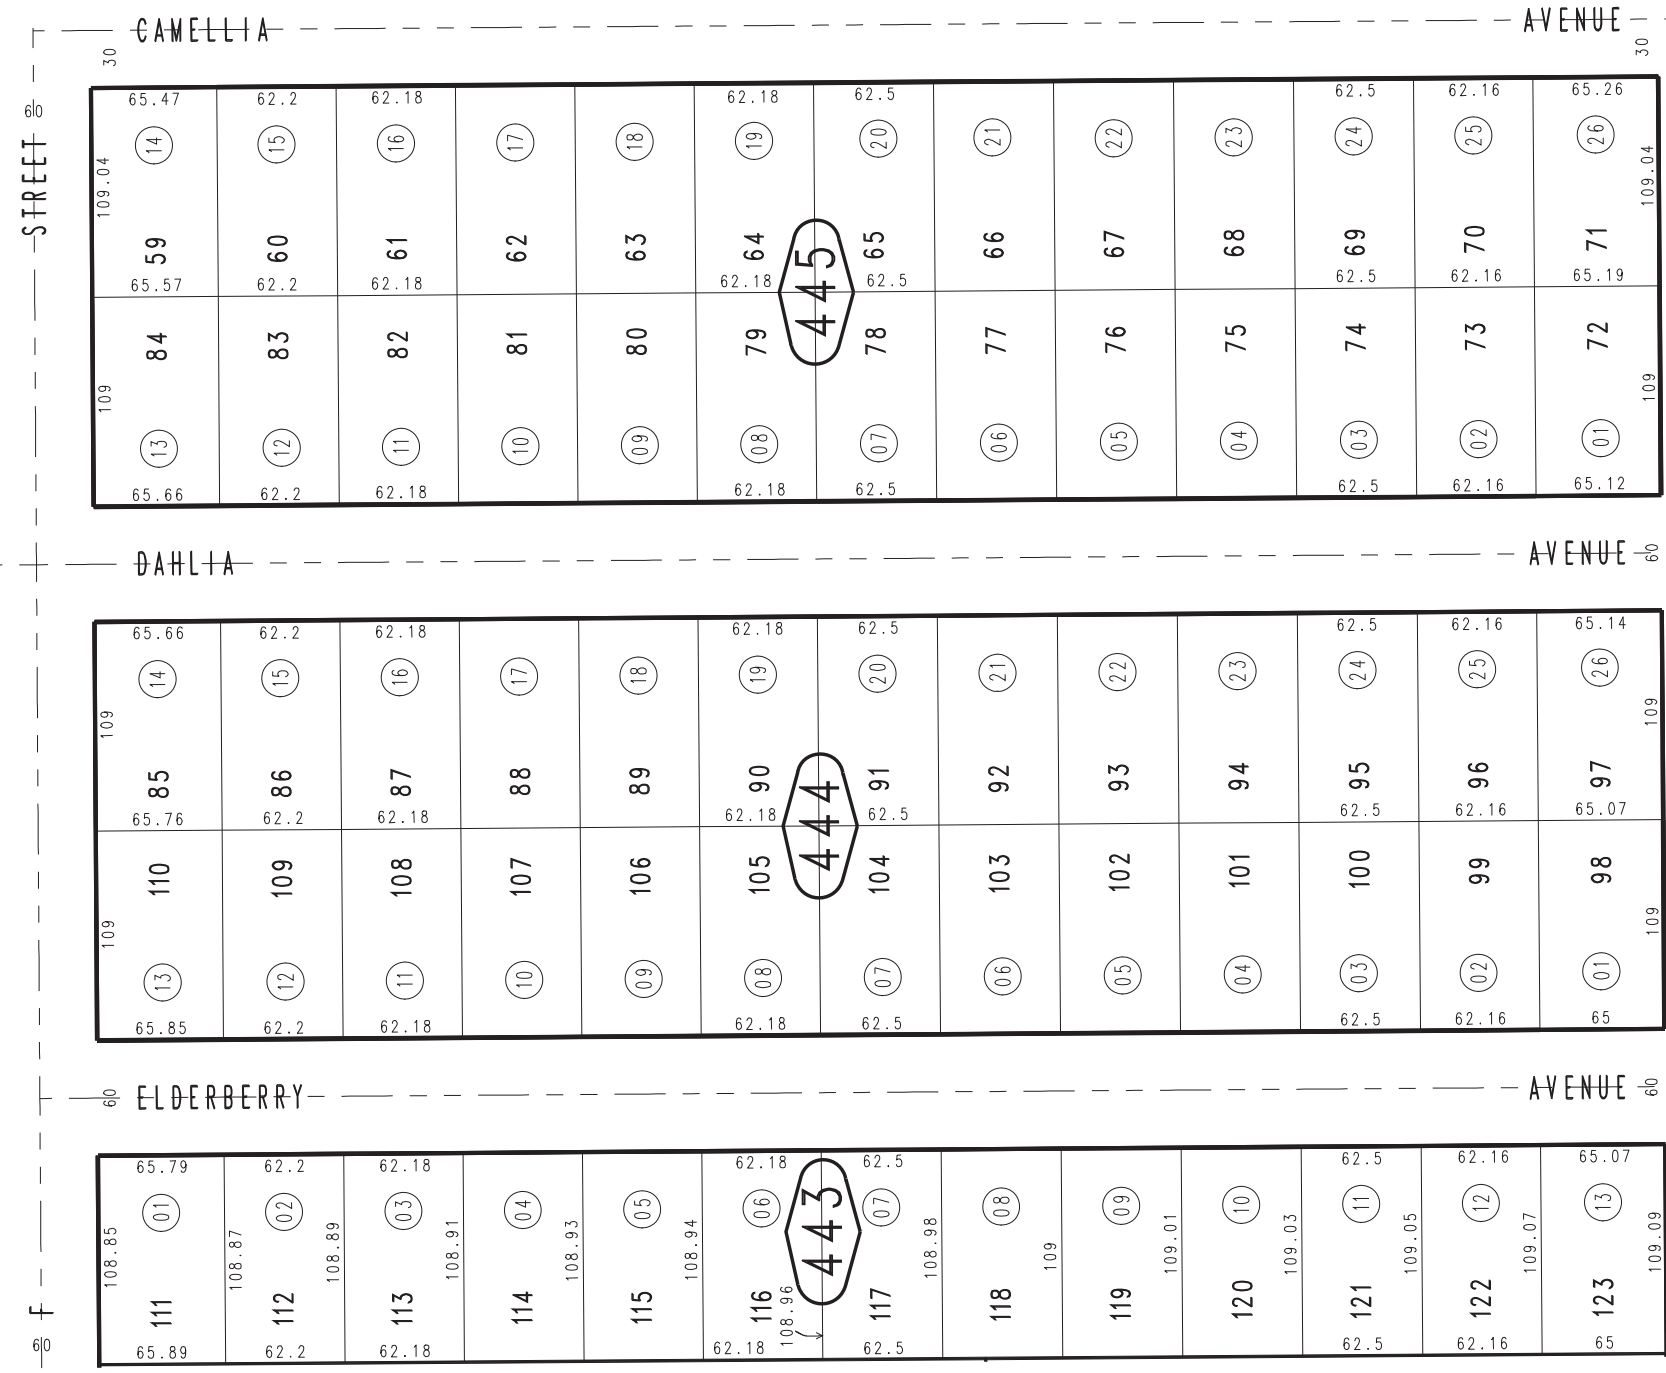 CAMELLIA AVENUE
30 30
65.47 62.2 62.18 62.18 62.5 62.5 62.16 65.26
60
14 15 16 17 18 19 20 21 22 23 24 25 26
STREET
109.04 109.04
59 60 61 62 63 64 65 66 67 68 69 70 71
65.57 62.2 62.18 62.18 62.5 62.5 62.16 65.19
445
84 83 82 81 80 79 78 77 76 75 74 73 72
109 109
13 12 11 10 09 08 07 06 05 04 03 02 01
65.66 62.2 62.18 62.18 62.5 62.5 62.16 65.12
DAHLIA AVENUE 60
65.66 62.2 62.18 62.18 62.5 62.5 62.16 65.14
14 15 16 17 18 19 20 21 22 23 24 25 26
109 109
85 86 87 88 89 90 91 92 93 94 95 96 97
65.76 62.2 62.18 62.18 62.5 62.5 62.16 65.07
444
110 109 108 107 106 105 104 103 102 101 100 99 98
109 109
13 12 11 10 09 08 07 06 05 04 03 02 01
65.85 62.2 62.18 62.18 62.5 62.5 62.16 65
60 ELDERBERRY AVENUE 60
65.79 62.2 62.18 62.18 62.5 62.5 62.16 65.07
01 02 03 04 05 06 07 08 09 10 11 12 13
443
108.85 108.87 108.89 108.91 108.93 108.94 108.96 108.98 109 109.01 109.03 109.05 109.07 109.09
F
111 112 113 114 115 116 117 118 119 120 121 122 123
60
65.89 62.2 62.18 62.18 62.5 62.5 62.16 65